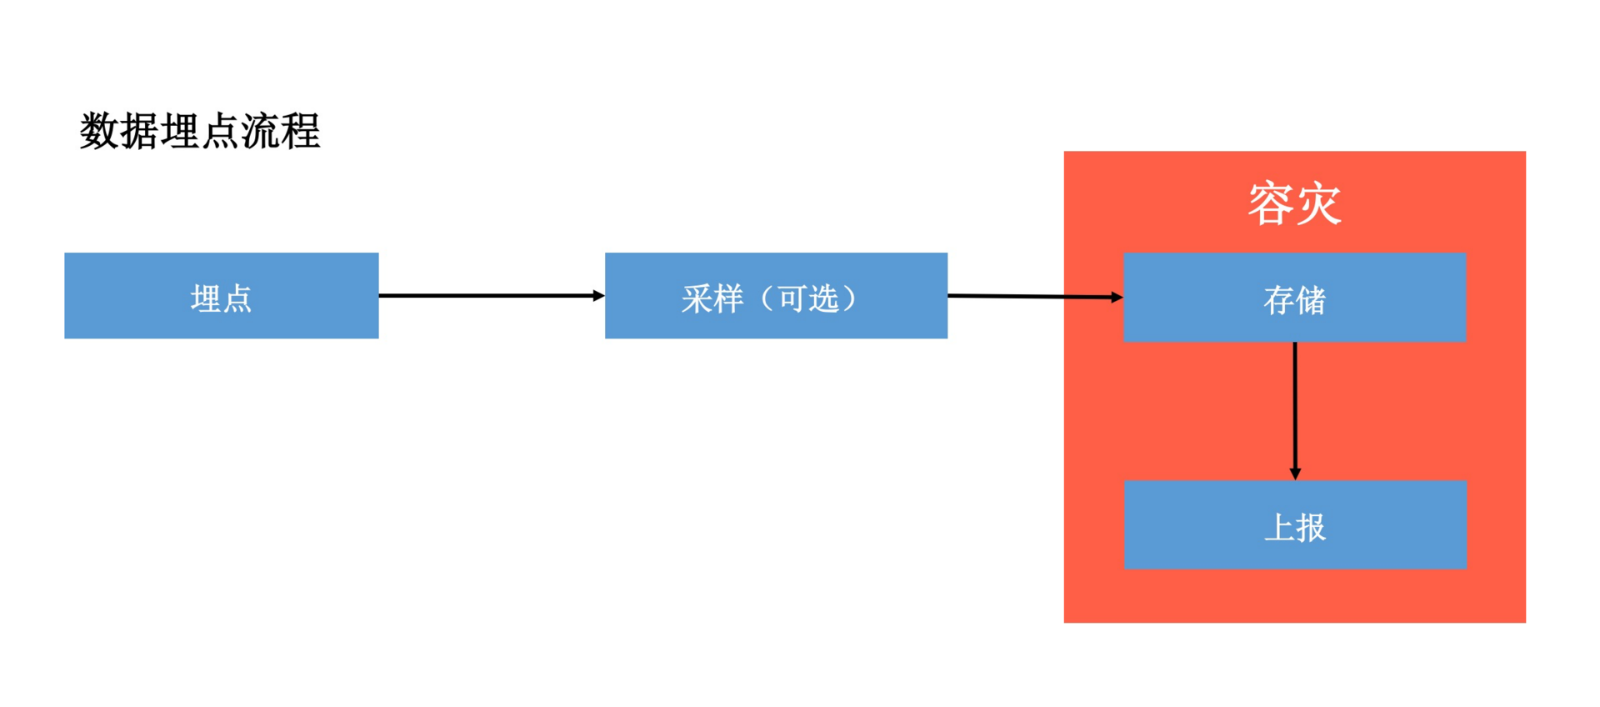 数据埋点流程
容灾
埋点
采样（可选）
存储
上报